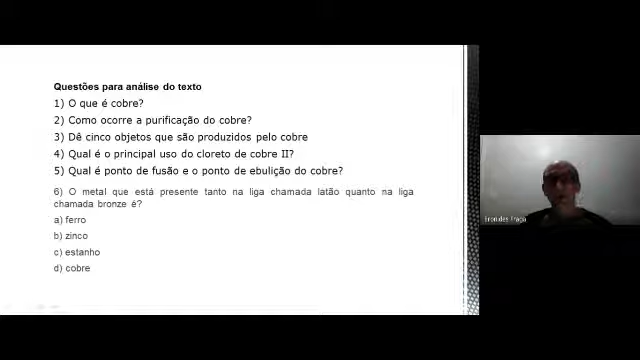 Questões para análise do texto
1) O que é cobre?
2) Como ocorre a purificação do cobre?
3) Dê cinco objetos que são produzidos pelo cobre
4) Qual é o principal uso do cloreto de cobre II?
5) Qual é ponto de fusão e o ponto de ebulição do cobre?
6) O metal que está presente tanto na liga chamada latão quanto na liga
chamada bronze é?
a) ferro
b) zinco
c) estanho
d) cobre
Fraga